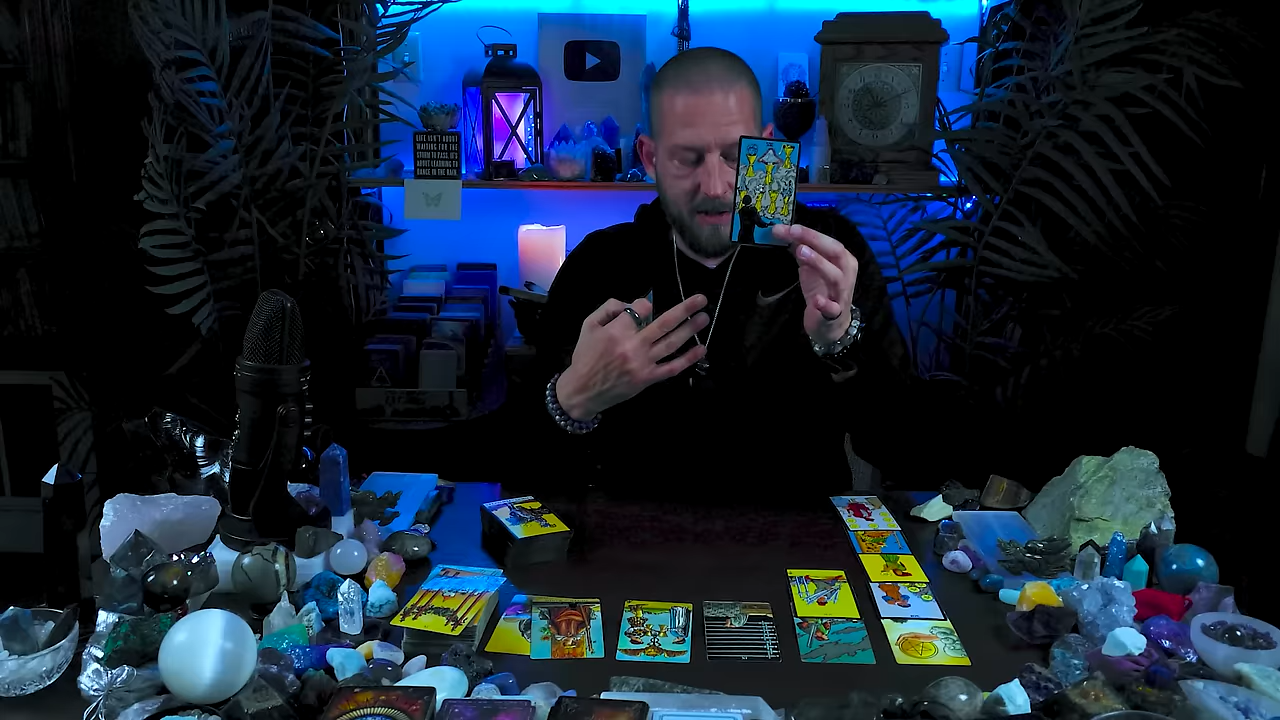 LIFE ISN'T ABOUT
WAITING FOR THE
STORM TO PASS, IT'S
ABOUT LEARNING TO
DANCE IN THE RAIN.